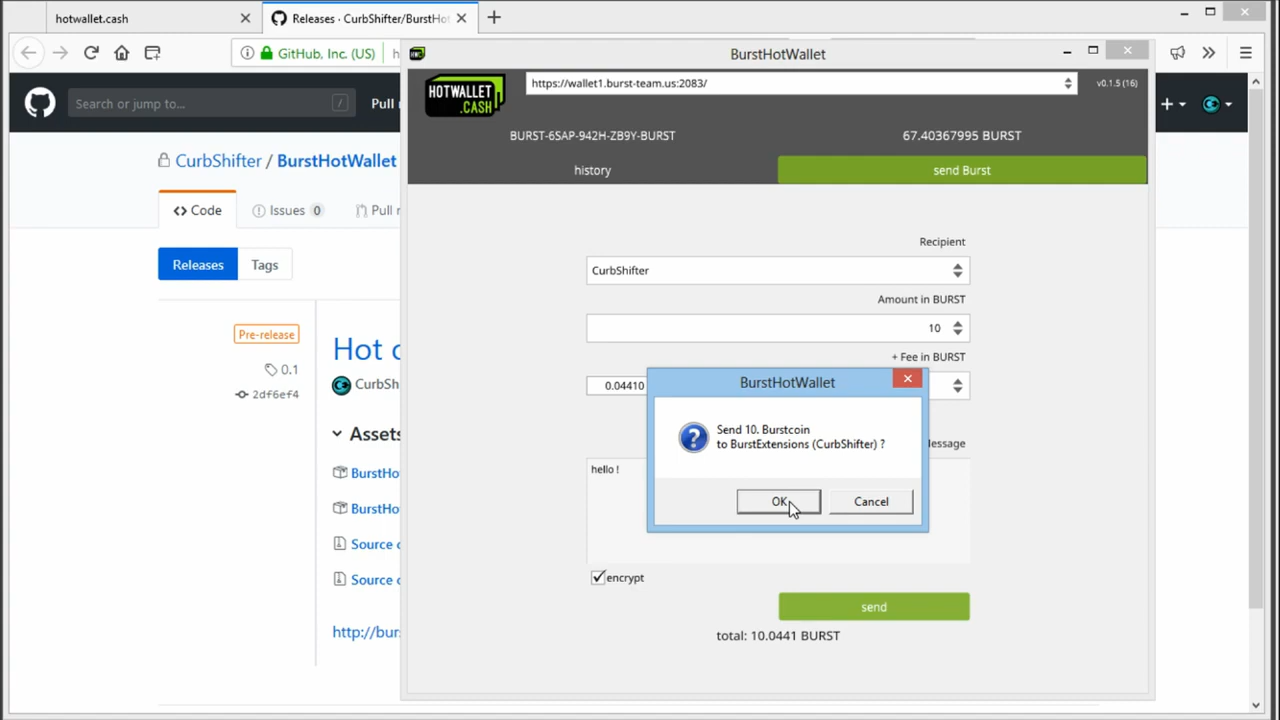 hotwallet.cash
Releases · CurbShifter/BurstHot
GitHub, Inc. (US)
BurstHotWallet
HOTWALLET
.CASH
https://wallet1.burst-team.us:2083/
v0.1.5 (16)
Search or jump to...
/
Pull
BURST-6SAP-942H-ZB9Y-BURST
67.40367995 BURST
history
send Burst
CurbShifter / BurstHotWallet
<> Code
Issues 0
Pull r
Releases
Tags
Recipient
CurbShifter
Amount in BURST
10
+ Fee in BURST
0.04410
Pre-release
0.1
2df6ef4
Hot
CurbSh
Assets
BurstHo
BurstHo
Source
Source
http://bur
BurstHotWallet
Send 10. Burstcoin
to BurstExtensions (CurbShifter) ?
OK
Cancel
hello !
encrypt
send
total: 10.0441 BURST